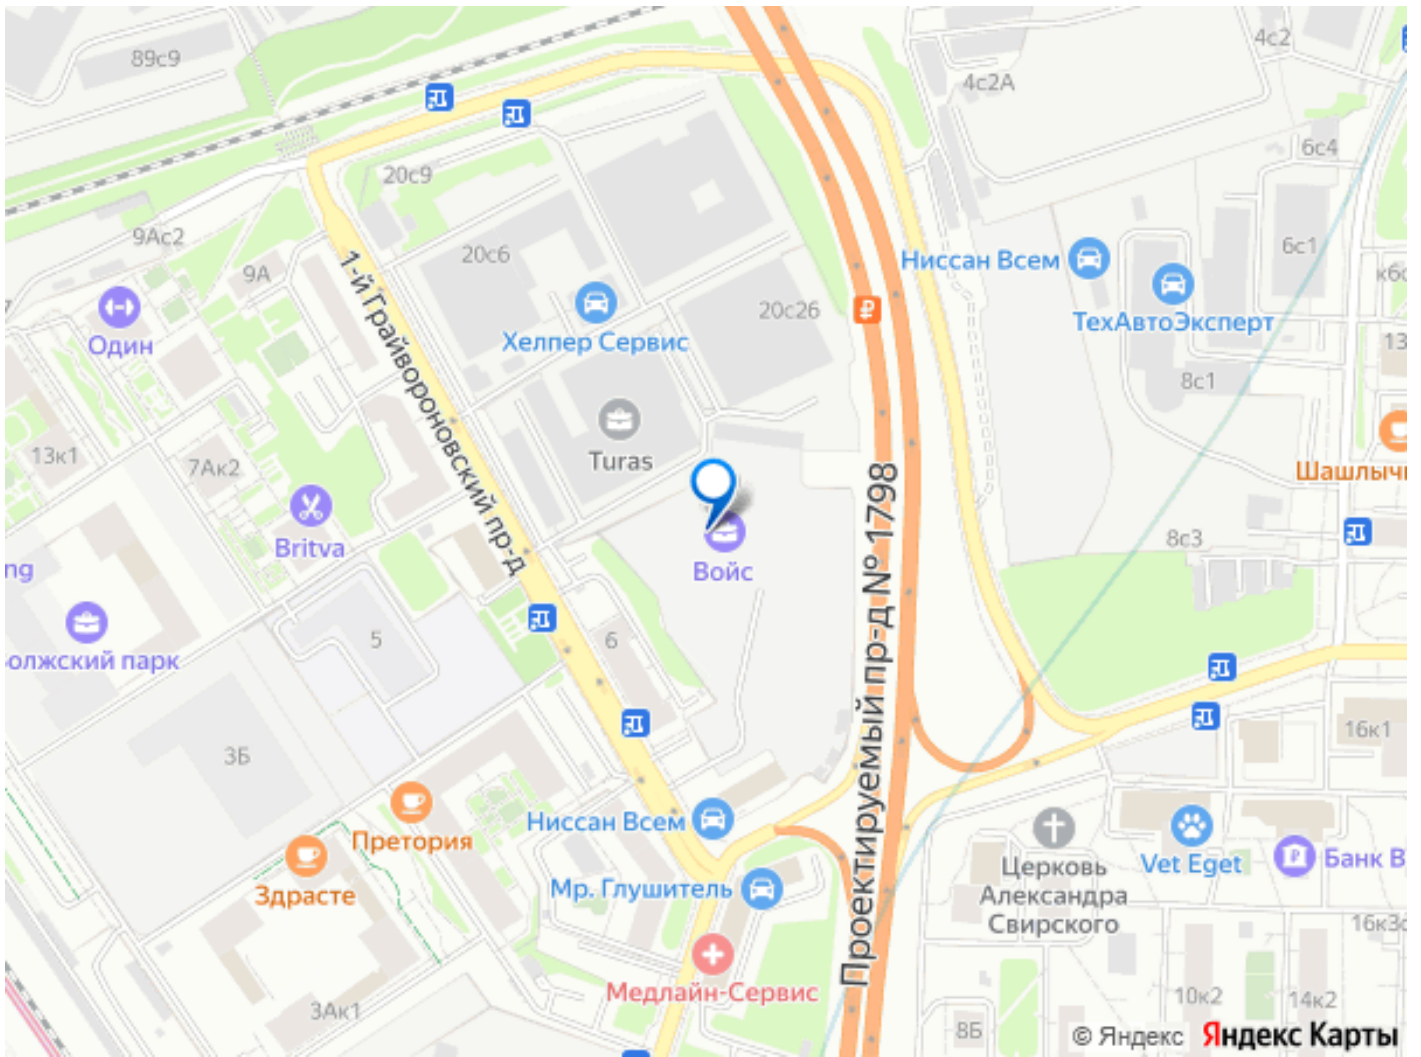 4с2
89с9
4с2А
6с4
20с9
9Ас2
6с1
20с6
Ниссан Всем
9А
20с26
ТехАвтоЭксперт
Хелпер Сервис
Один
13
8с1
1-й Грайвороновский пр-д
13к1
7Ак2
Turas
Проектируемый пр-д № 1798
8с3
Britva
Войс
ng
5
6
олжский парк
3Б
16к1
Ниссан Всем
Претория
Vet Eget
Банк В
Церковь
Александра
Свирского
Здрасте
Мр. Глушитель
Медлайн-Сервис
10к2
14к2
3Ак1
8Б
© Яндекс
Яндекс Карты